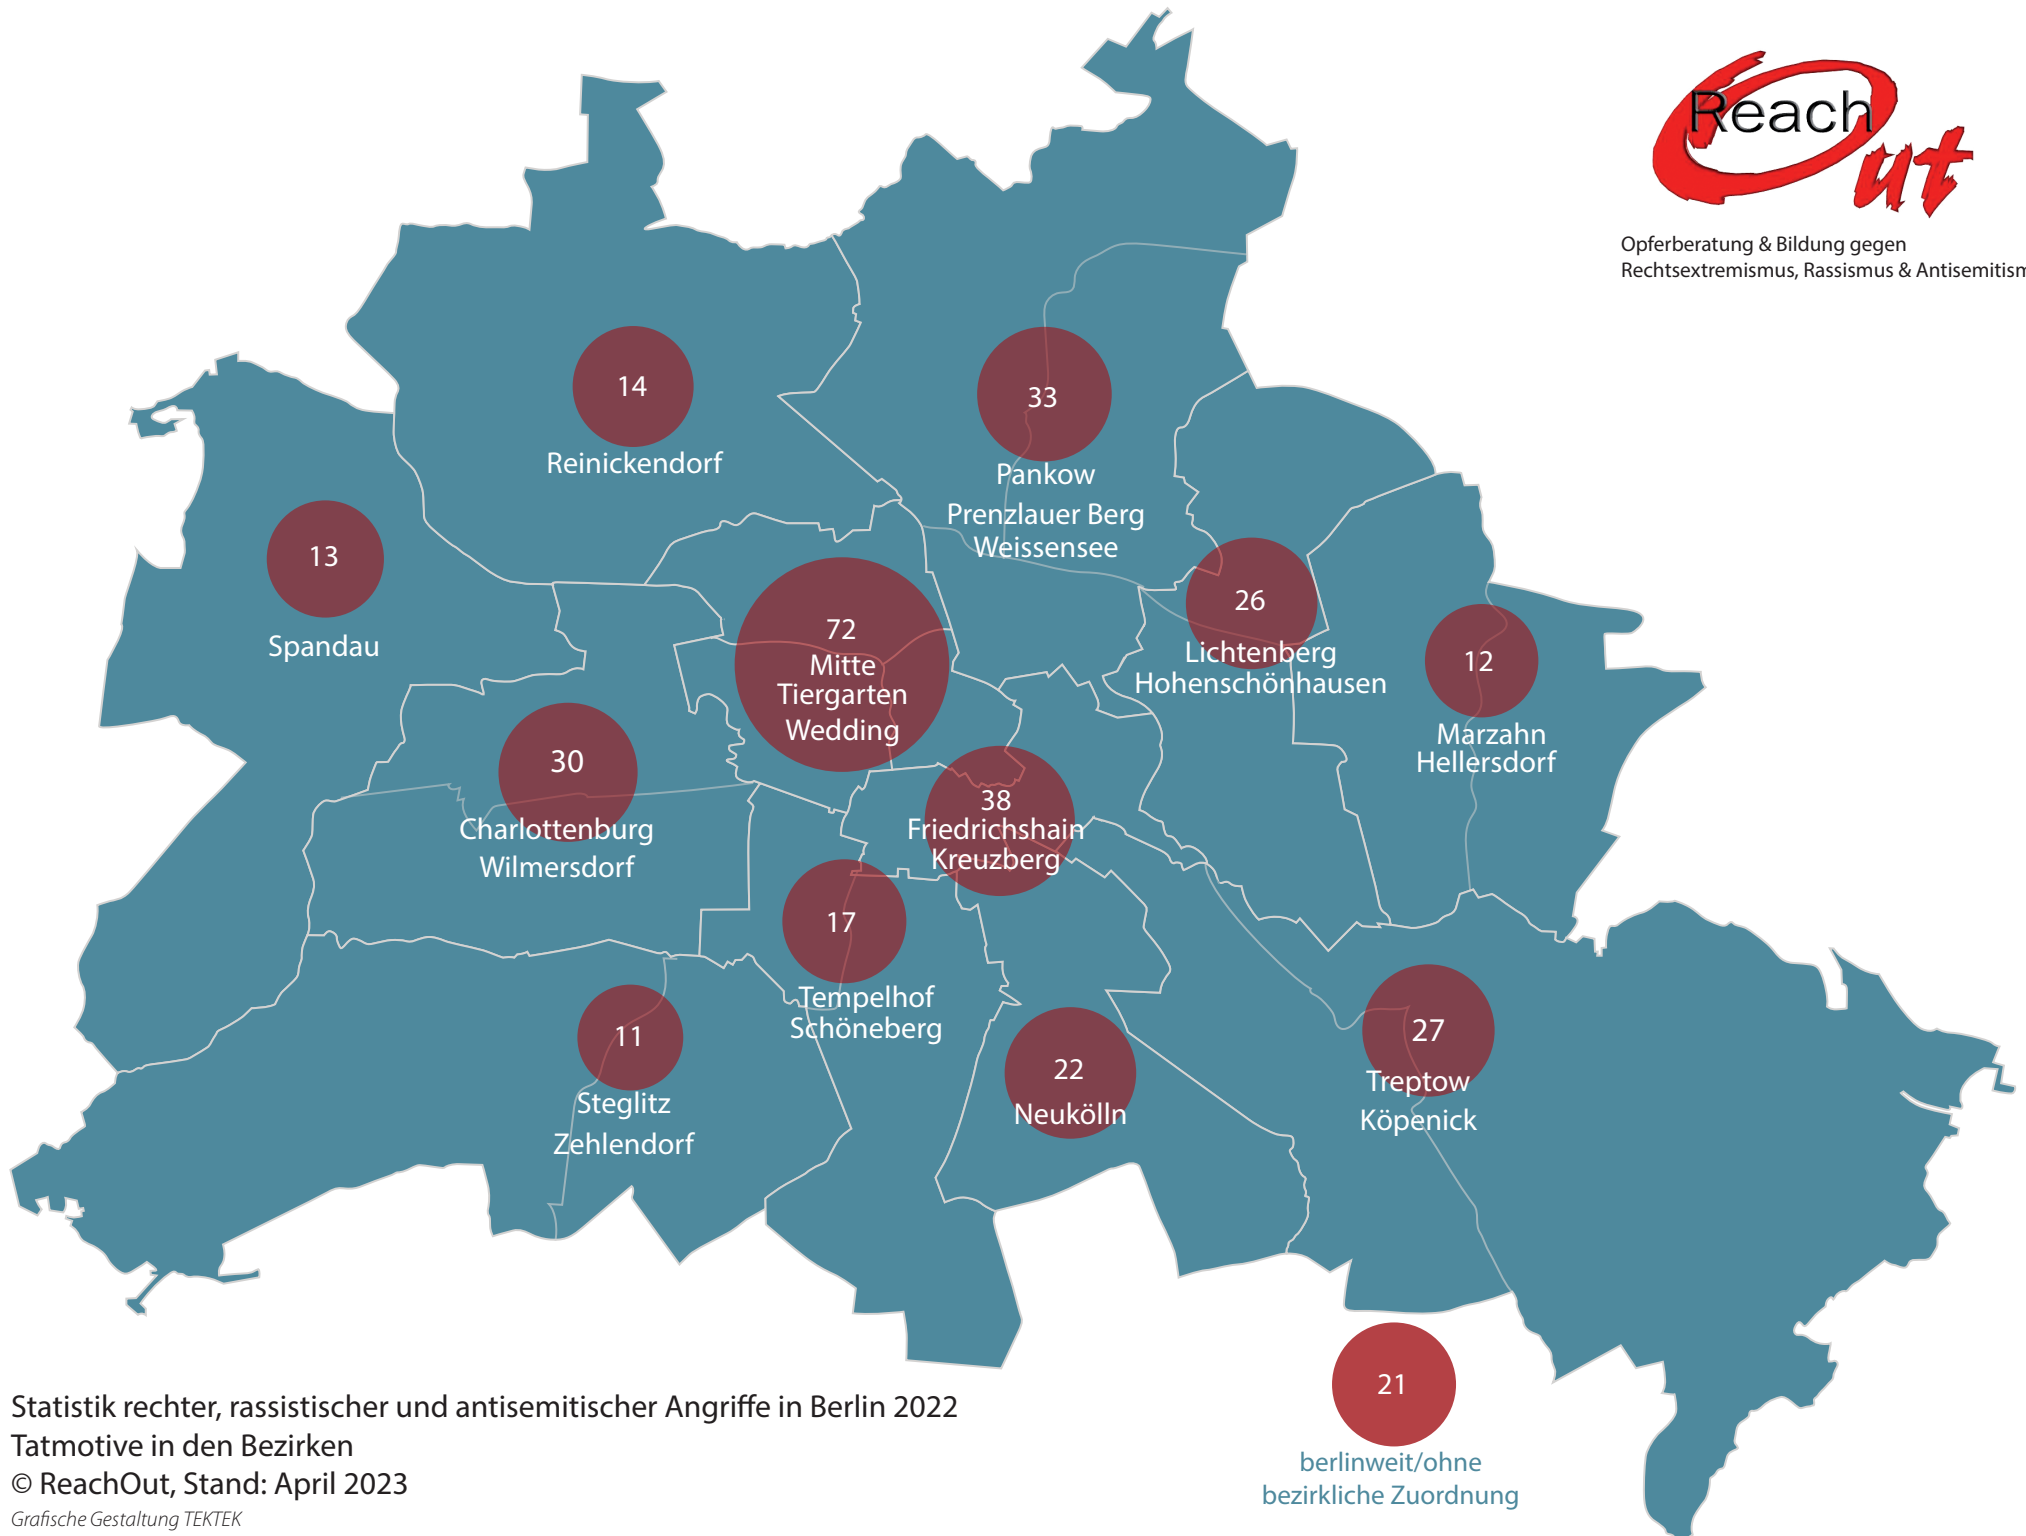 Reach
Out
Opferberatung & Bildung gegen
Rechtsextremismus, Rassismus & Antisemitism
14
Reinickendorf
33
Pankow
Prenzlauer Berg
Weissensee
13
Spandau
72
Mitte
Tiergarten
Wedding
26
Lichtenberg
Hohenschönhausen
12
Marzahn
Hellersdorf
30
Charlottenburg
Wilmersdorf
38
Friedrichshain
Kreuzberg
17
Tempelhof
Schöneberg
11
Steglitz
Zehlendorf
22
Neukölln
27
Treptow
Köpenick
21
berlinweit/ohne
bezirkliche Zuordnung
Statistik rechter, rassistischer und antisemitischer Angriffe in Berlin 2022
Tatmotive in den Bezirken
© ReachOut, Stand: April 2023
Grafische Gestaltung TEKTEK